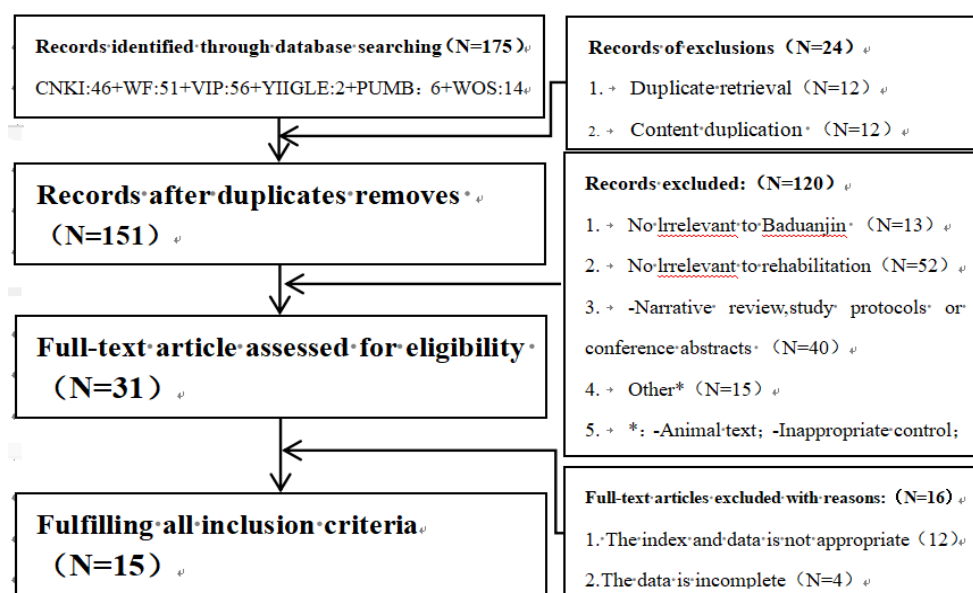 Records identified through database searching（N=175）
CNKI:46+WF:51+VIP:56+YIIGLE:2+PUMB：6+WOS:14
Records of exclusions（N=24）
1. Duplicate retrieval（N=12）
2. Content duplication （N=12）
Records after duplicates removes
（N=151）
Records excluded:（N=120）
1. No lrrelevant to Baduanjin （N=13）
2. No lrrelevant to rehabilitation（N=52）
3. -Narrative review,study protocols or
conference abstracts （N=40）
4. Other*（N=15）
5. *：-Animal text；-Inappropriate control；
Full-text article assessed for eligibility
（N=31）
Full-text articles excluded with reasons:（N=16）
1. The index and data is not appropriate（12）
2.The data is incomplete（N=4）
Fulfilling all inclusion criteria
（N=15）